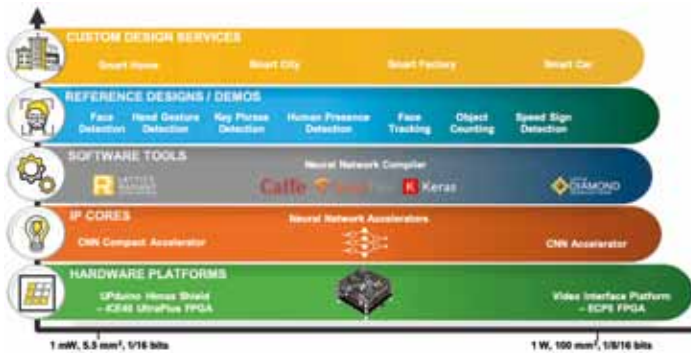 CUSTOM DESIGN SERVICES
Smart Home Smart City Smart Factory Smart Car
REFERENCE DESIGNS / DEMOS
Face Detection
Hand Gesture Detection
Key Phrase Detection
Human Presence Detection
Face Tracking
Object Counting
Speed Sign Detection
SOFTWARE TOOLS
Neural Network Compiler
LATTICE
RADIANT
Caffe
K Keras
DIAMOND
IP CORES
Neural Network Accelerators
CNN Compact Accelerator
CNN Accelerator
HARDWARE PLATFORMS
UPduino Himax Shield
– iCE40 UltraPlus FPGA
Video Interface Platform
– ECP5 FPGA
1 mW, 5.5 mm², 1/16 bits
1 W, 100 mm², 1/8/16 bits